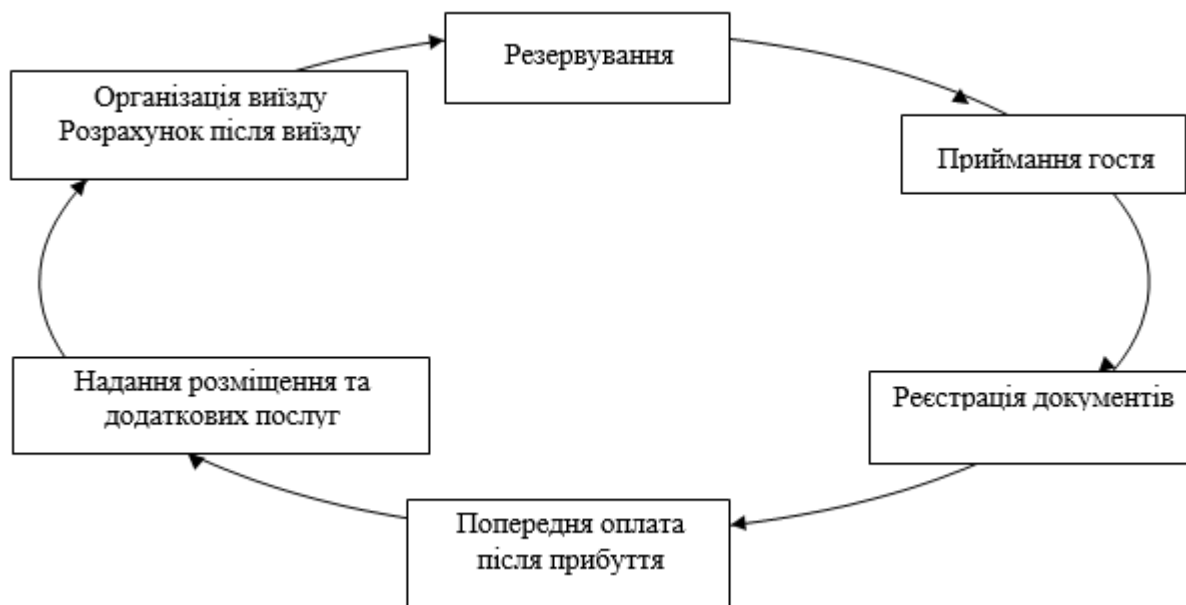 Резервування
Приймання гостя
Реєстрація документів
Попередня оплата
після прибуття
Надання розміщення та
додаткових послуг
Організація виїзду
Розрахунок після виїзду